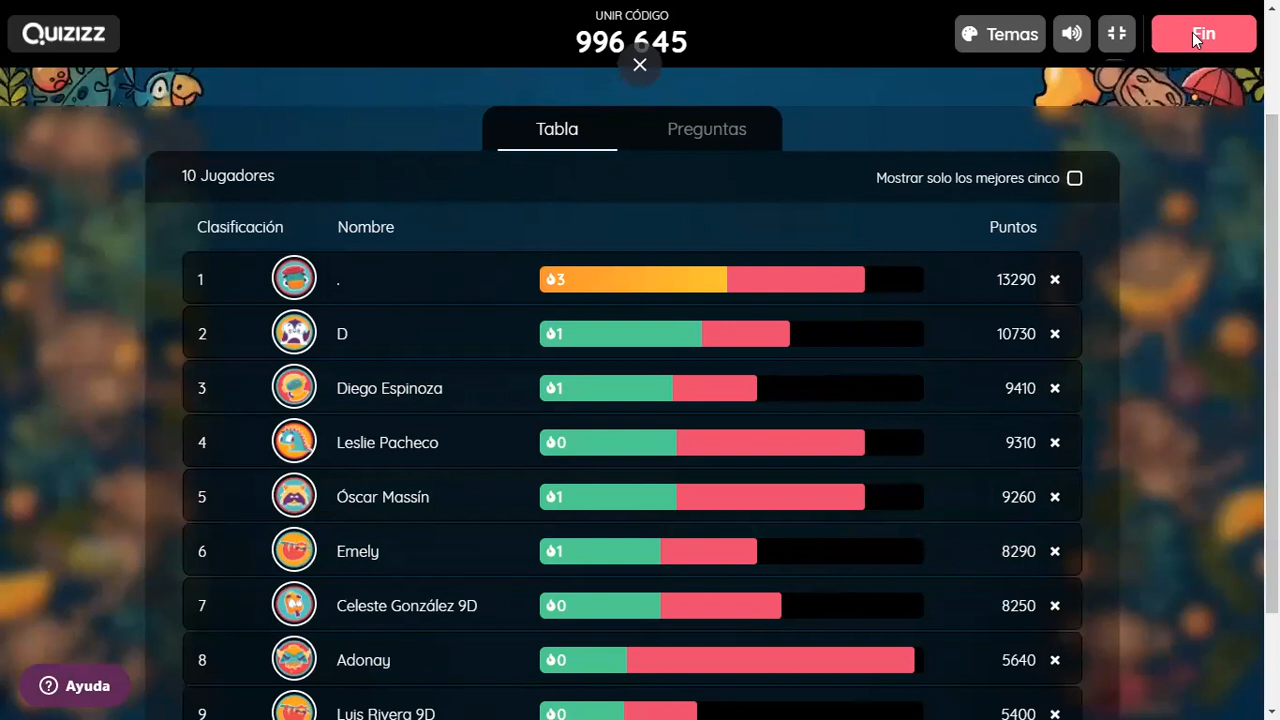 Quizizz
UNIR CÓDIGO
996 645
Temas
Fin
Tabla
Preguntas
10 Jugadores
Mostrar solo los mejores cinco
Clasificación Nombre Puntos
1 . 3 13290
2 D 1 10730
3 Diego Espinoza 1 9410
4 Leslie Pacheco 0 9310
5 Óscar Massín 1 9260
6 Emely 1 8290
7 Celeste González 9D 0 8250
8 Adonay 0 5640
9 Luis Rivera 9D 0 5400
Ayuda